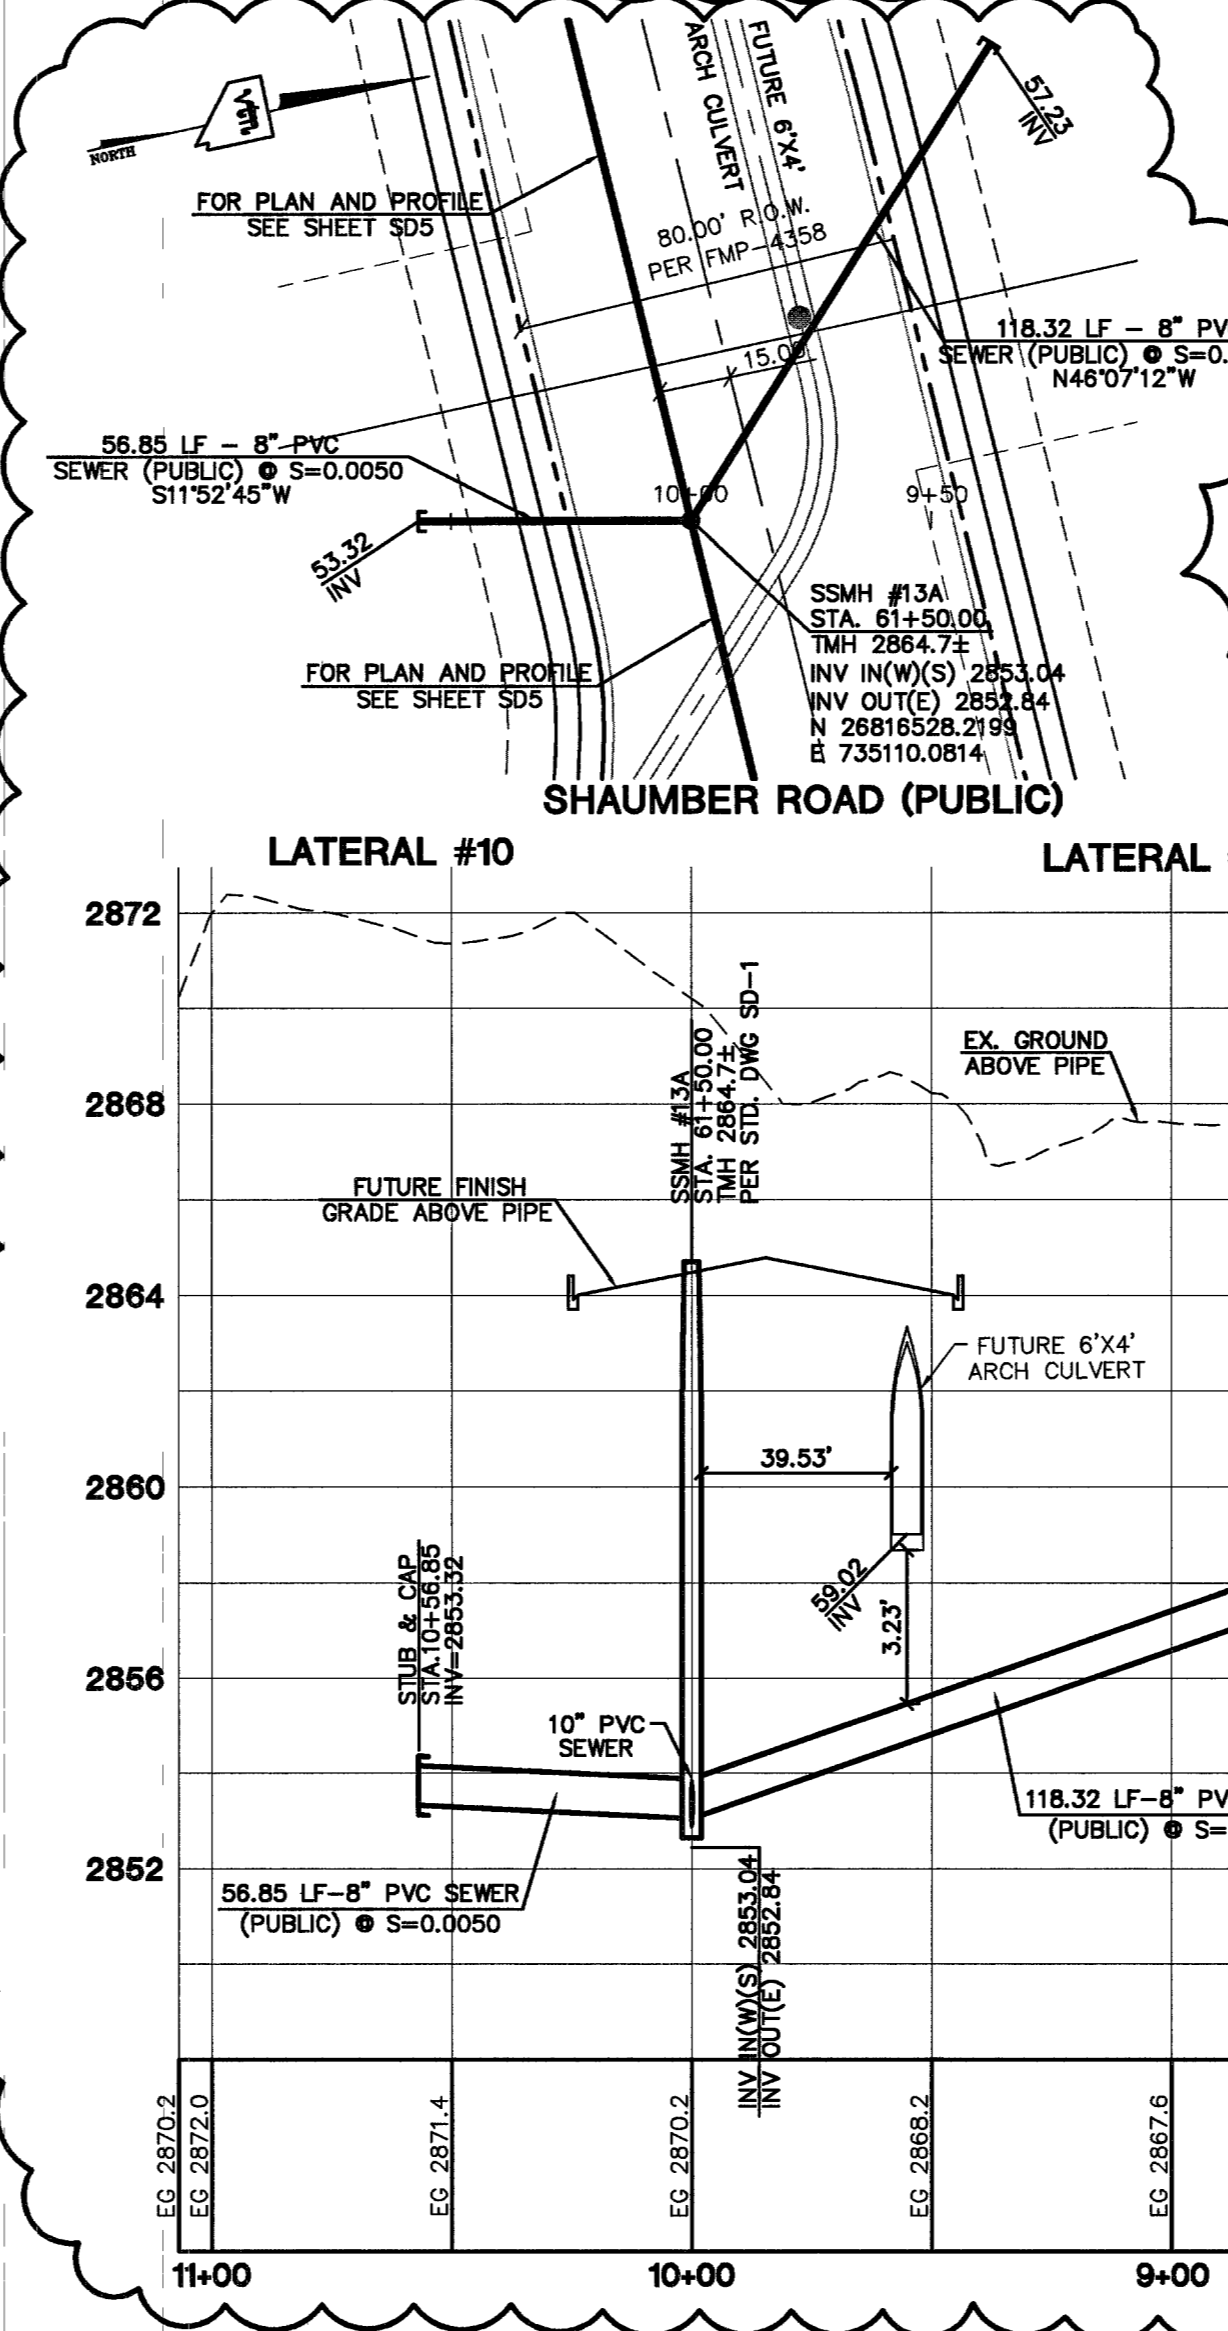 FUTURE 6'X4'
ARCH CULVERT
57.23
INV
vtn
NORTH
FOR PLAN AND PROFILE
SEE SHEET SD5
80.00' R.O.W.
PER FMP-4358
118.32 LF - 8" PV
SEWER (PUBLIC) @ S=0.
N46°07'12"W
15.00
56.85 LF - 8" PVC
SEWER (PUBLIC) @ S=0.0050
S11°52'45"W
10+00
9+50
53.32
INV
SSMH #13A
STA. 61+50.00
TMH 2864.7±
INV IN(W)(S) 2853.04
INV OUT(E) 2852.84
N 26816528.2199
E 735110.0814
FOR PLAN AND PROFILE
SEE SHEET SD5
SHAUMBER ROAD (PUBLIC)
LATERAL #10
LATERAL
2872
2868
2864
2860
2856
2852
SSMH #13A
STA. 61+50.00
TMH 2864.7±
PER STD. DWG SD-1
EX. GROUND
ABOVE PIPE
FUTURE FINISH
GRADE ABOVE PIPE
FUTURE 6'X4'
ARCH CULVERT
39.53'
59.02
INV
3.23'
STUB & CAP
STA.10+56.85
INV=2853.32
10" PVC
SEWER
118.32 LF-8" PV
(PUBLIC) @ S=
56.85 LF-8" PVC SEWER
(PUBLIC) @ S=0.0050
INV IN(W)(S) 2853.04
INV OUT(E) 2852.84
EG 2870.2
EG 2872.0
EG 2871.4
EG 2870.2
EG 2868.2
EG 2867.6
11+00
10+00
9+00